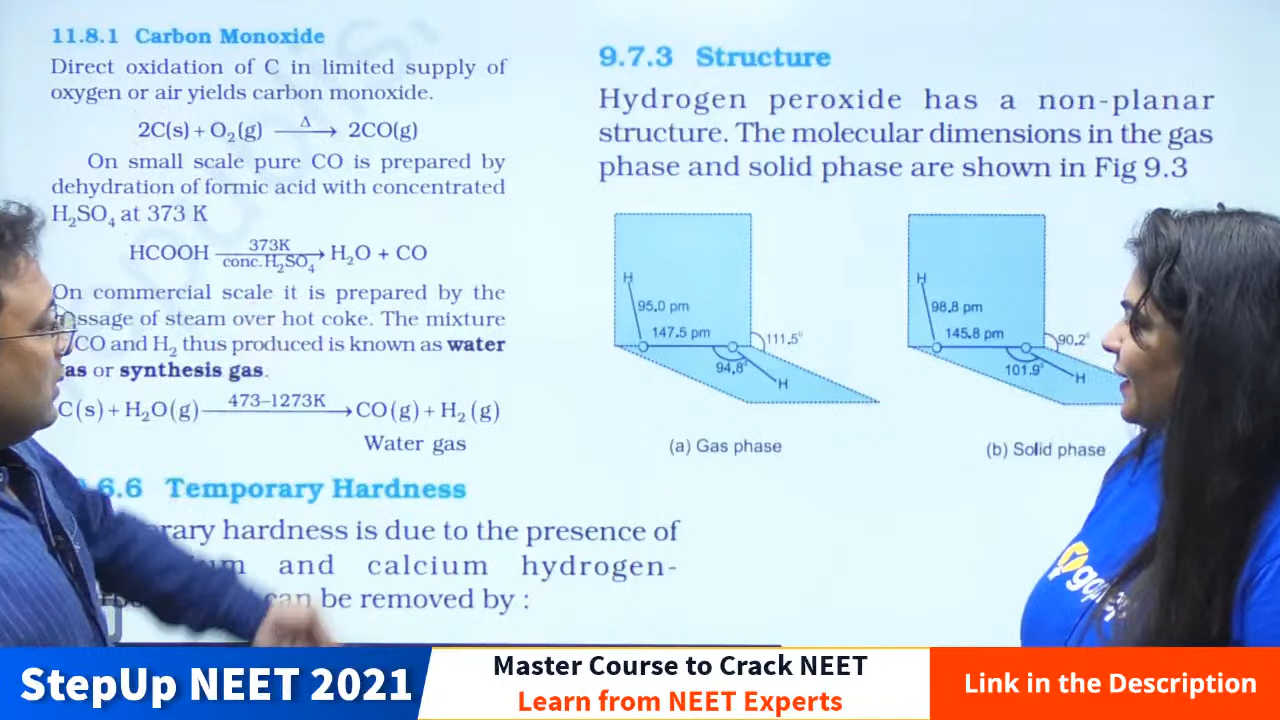 11.8.1 Carbon Monoxide
Direct oxidation of C in limited supply of
oxygen or air yields carbon monoxide.
2C(s) + O₂(g) —Δ→ 2CO(g)
On small scale pure CO is prepared by
dehydration of formic acid with concentrated
H₂SO₄ at 373 K
HCOOH —373K→ H₂O + CO
conc.H₂SO₄
On commercial scale it is prepared by the
of steam over hot coke. The mixture
CO and H₂ thus produced is known as water
or synthesis gas.
C(s) + H₂O(g) —473–1273K→ CO(g) + H₂(g)
Water gas
6.6 Temporary Hardness
hardness is due to the presence of
and calcium hydrogen-
can be removed by :
9.7.3 Structure
Hydrogen peroxide has a non-planar
structure. The molecular dimensions in the gas
phase and solid phase are shown in Fig 9.3
H
95.0 pm
147.5 pm
111.5°
94.8°
H
(a) Gas phase
H
98.8 pm
145.8 pm
90.2°
101.9°
H
(b) Solid phase
StepUp NEET 2021
Master Course to Crack NEET
Learn from NEET Experts
Link in the Description